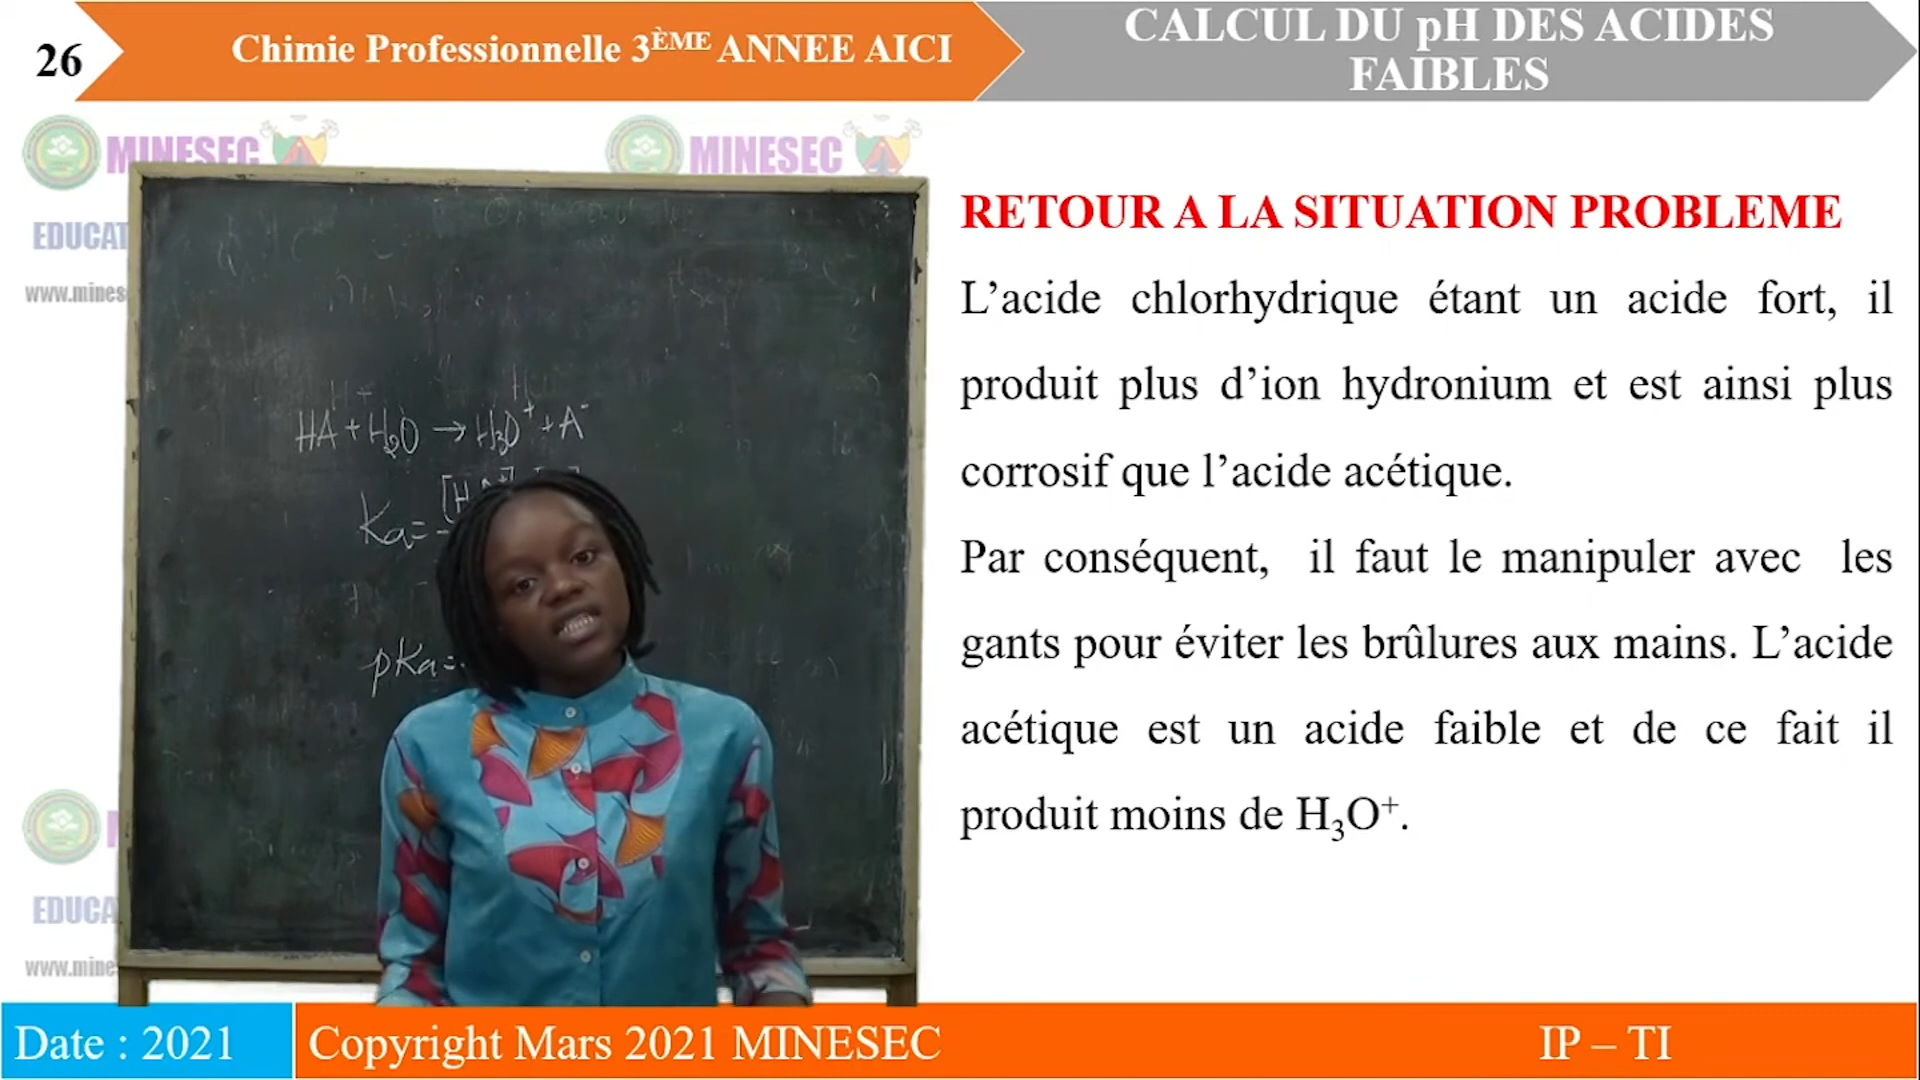 26
Chimie Professionnelle 3ÈME ANNEE AICI
CALCUL DU pH DES ACIDES
FAIBLES
MINESEC
MINESEC
EDUCAT
www.mines
RETOUR A LA SITUATION PROBLEME
L’acide chlorhydrique étant un acide fort, il
produit plus d’ion hydronium et est ainsi plus
corrosif que l’acide acétique.
Par conséquent, il faut le manipuler avec les
gants pour éviter les brûlures aux mains. L’acide
acétique est un acide faible et de ce fait il
produit moins de H₃O⁺.
HA + H₂O → H₃O⁺ + A⁻
Ka =
pKa =
EDUCA
www.mine
Date : 2021
Copyright Mars 2021 MINESEC
IP – TI